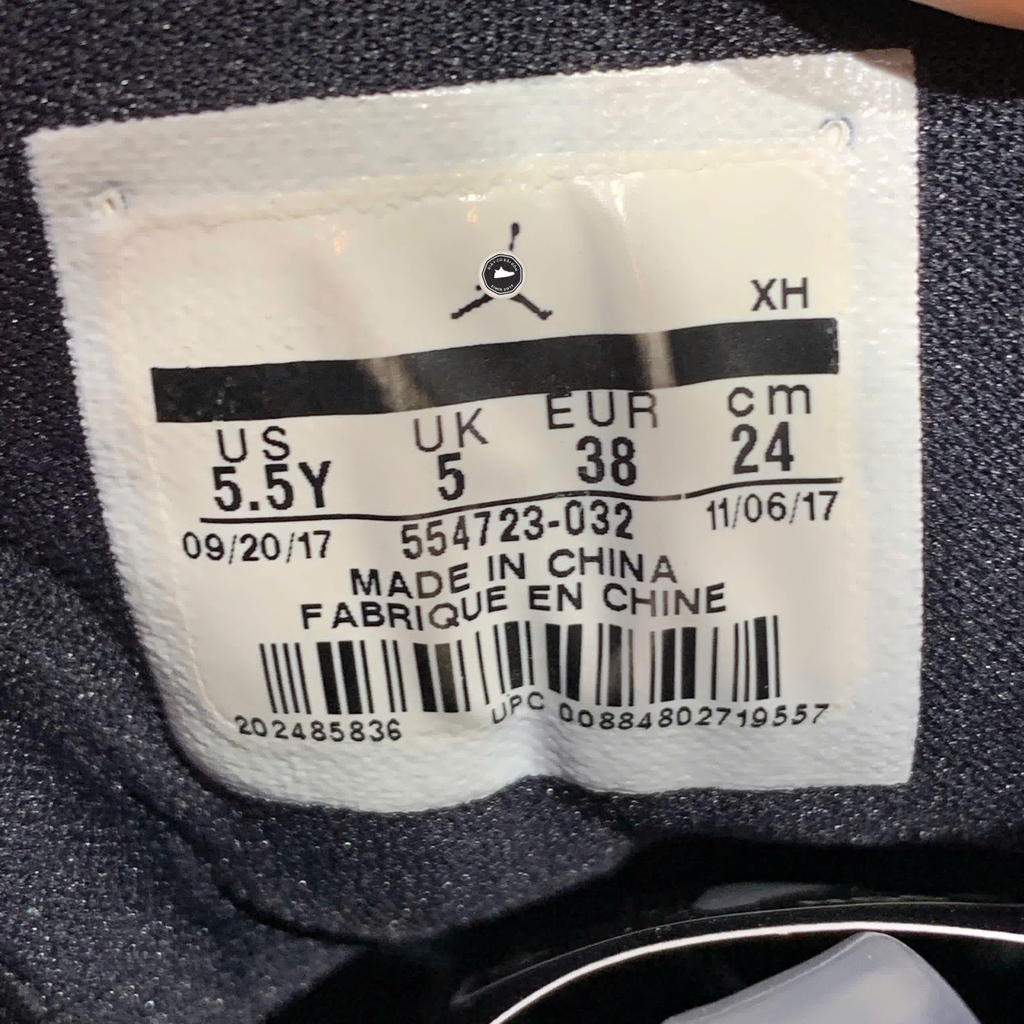 XH
US UK EUR cm
5.5Y 5 38 24
09/20/17 554723-032 11/06/17
MADE IN CHINA
FABRIQUE EN CHINE
202485836 UPC 00884802719557